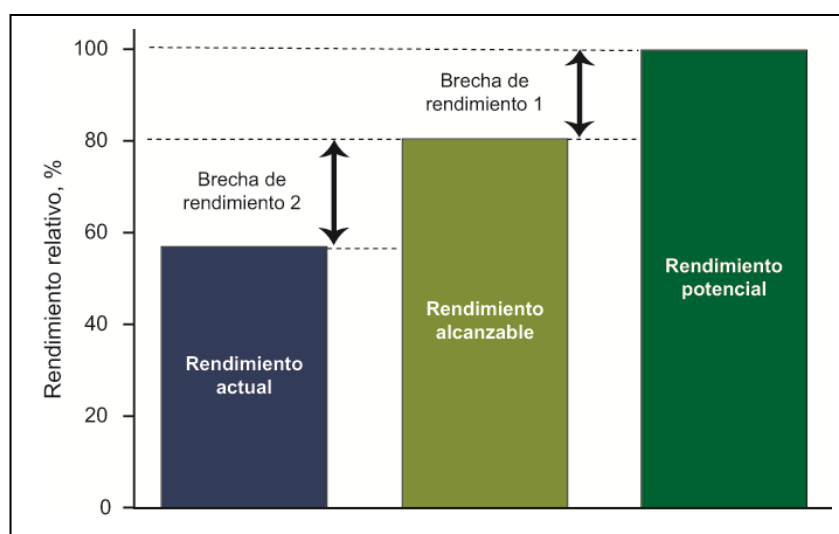 Rendimiento relativo, %
100
80
60
40
20
0
Brecha de
rendimiento 1
Brecha de
rendimiento 2
Rendimiento
actual
Rendimiento
alcanzable
Rendimiento
potencial